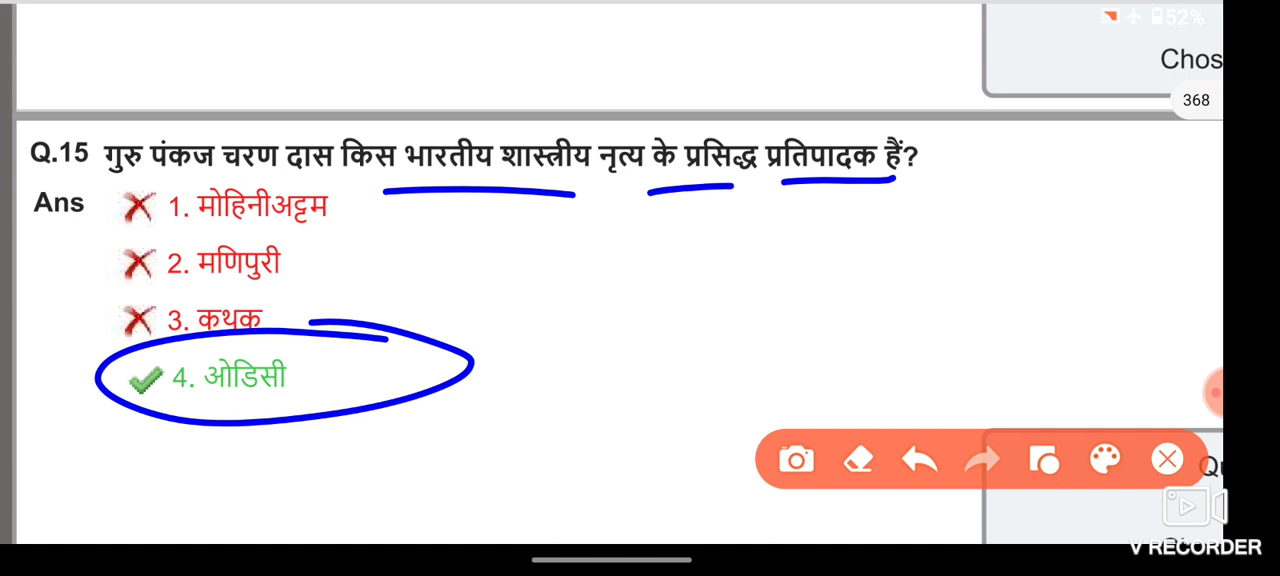 52%
Chos
368
Q.15 गुरु पंकज चरण दास किस भारतीय शास्त्रीय नृत्य के प्रसिद्ध प्रतिपादक हैं?
Ans
1. मोहिनीअट्टम
2. मणिपुरी
3. कथक
4. ओडिसी
Qu
V RECORDER